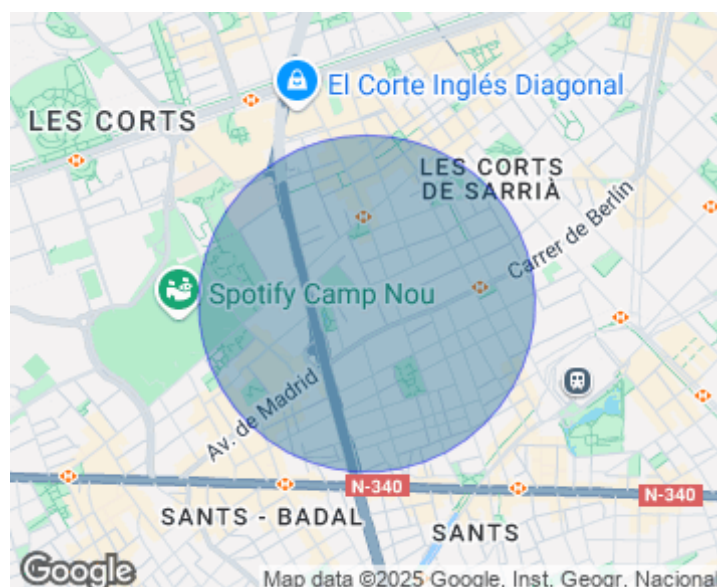 El Corte Inglés Diagonal
LES CORTS
LES CORTS
DE SARRIÀ
Carrer de Berlín
Spotify Camp Nou
Av. de Madrid
N-340
N-340
SANTS - BADAL
SANTS
Google
Map data ©2025 Google, Inst. Geogr. Nacional